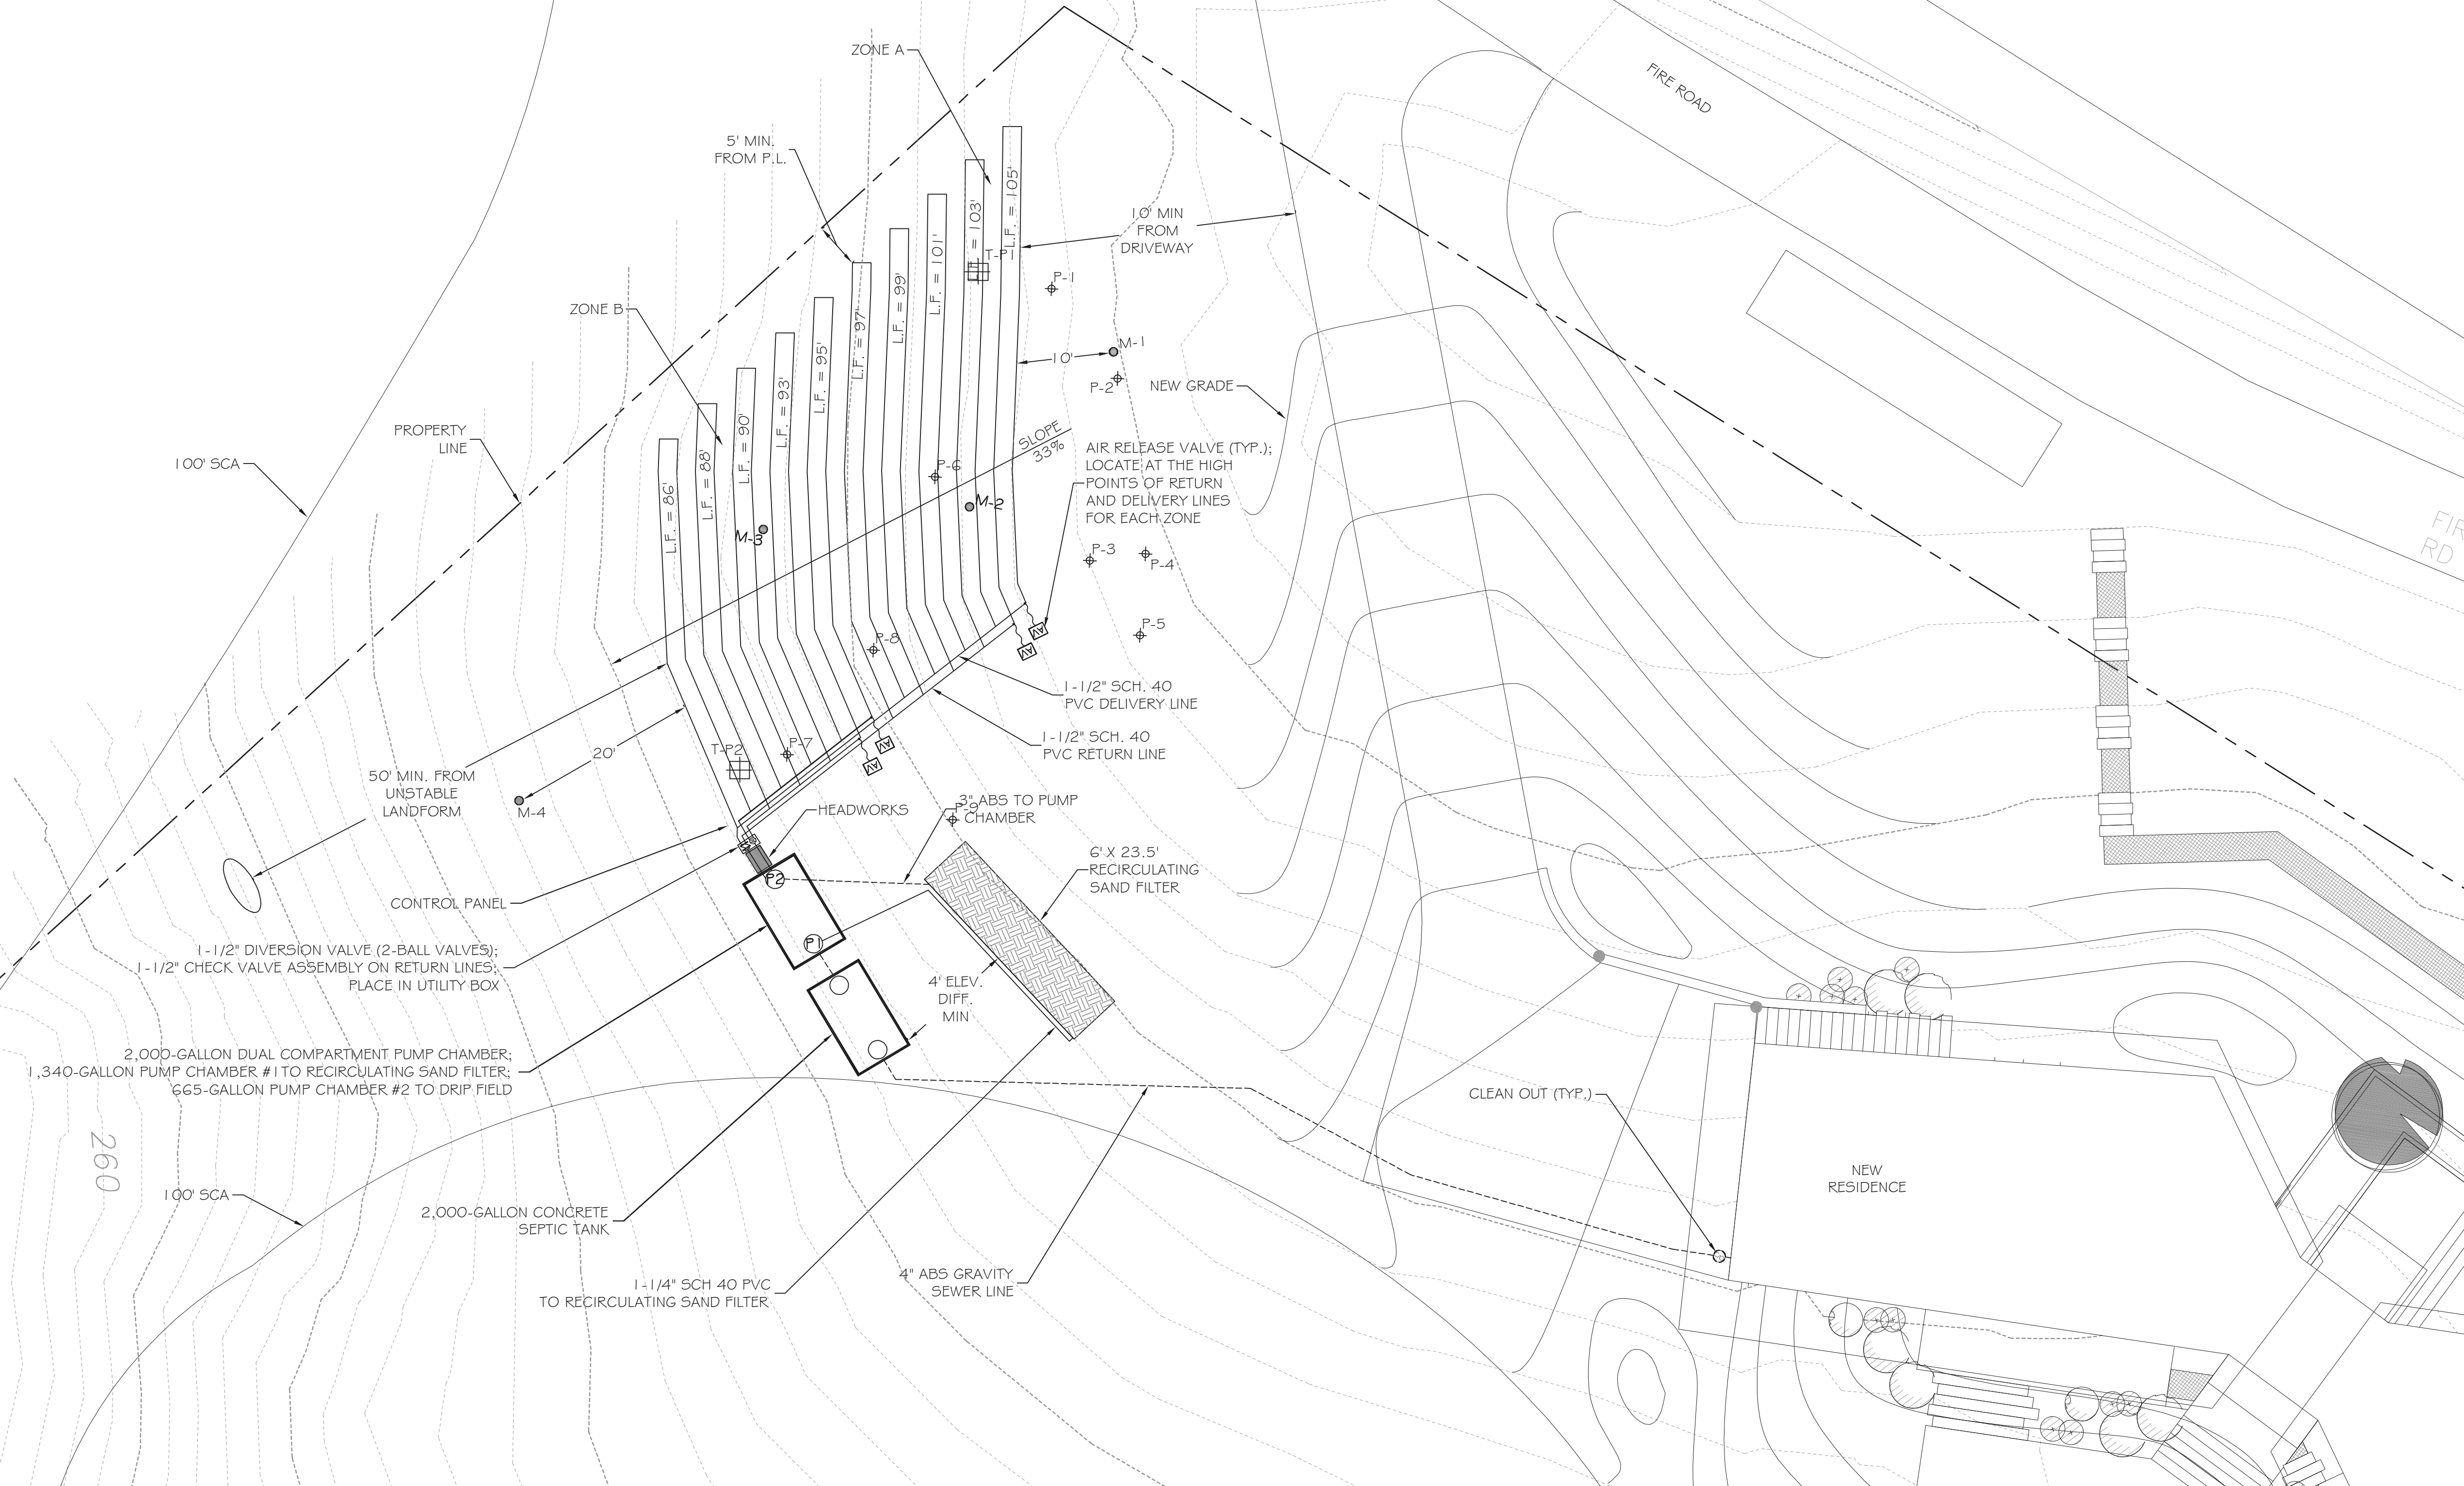 ZONE A
FIRE ROAD
5' MIN.
FROM P.L.
L.F. = 105'
L.F. = 103'
10' MIN
FROM
DRIVEWAY
L.F. = 101'
T-P
P-1
L.F. = 99'
ZONE B
L.F. = 97'
M-1
10'
L.F. = 95'
P-2
NEW GRADE
L.F. = 93'
PROPERTY
LINE
L.F. = 90'
SLOPE
33%
AIR RELEASE VALVE (TYP.);
LOCATE AT THE HIGH
POINTS OF RETURN
AND DELIVERY LINES
FOR EACH ZONE
100' SCA
L.F. = 88'
P-6
L.F. = 86'
M-2
M-3
FIR
RD
P-3
P-4
P-5
AV
P-8
AV
1-1/2" SCH. 40
PVC DELIVERY LINE
1-1/2" SCH. 40
PVC RETURN LINE
T-P2
P-7
AV
20'
AV
50' MIN. FROM
UNSTABLE
LANDFORM
M-4
HEADWORKS
3" ABS TO PUMP
CHAMBER
P-9
6' X 23.5'
RECIRCULATING
SAND FILTER
P2
CONTROL PANEL
P1
1-1/2" DIVERSION VALVE (2-BALL VALVES);
1-1/2" CHECK VALVE ASSEMBLY ON RETURN LINES;
PLACE IN UTILITY BOX
4' ELEV.
DIFF.
MIN
2,000-GALLON DUAL COMPARTMENT PUMP CHAMBER;
1,340-GALLON PUMP CHAMBER #1 TO RECIRCULATING SAND FILTER;
665-GALLON PUMP CHAMBER #2 TO DRIP FIELD
CLEAN OUT (TYP.)
260
NEW
RESIDENCE
100' SCA
2,000-GALLON CONCRETE
SEPTIC TANK
4" ABS GRAVITY
SEWER LINE
1-1/4" SCH 40 PVC
TO RECIRCULATING SAND FILTER